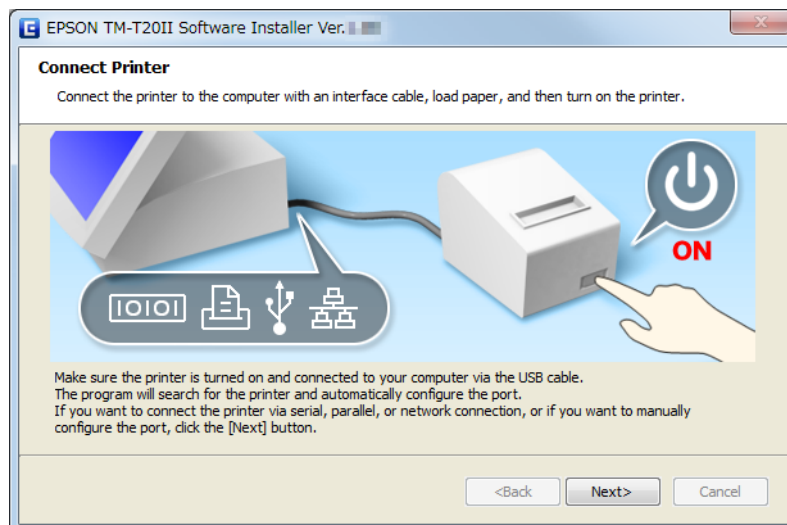 EPSON TM-T20II Software Installer Ver.
Connect Printer
Connect the printer to the computer with an interface cable, load paper, and then turn on the printer.
10101
ON
Make sure the printer is turned on and connected to your computer via the USB cable.
The program will search for the printer and automatically configure the port.
If you want to connect the printer via serial, parallel, or network connection, or if you want to manually
configure the port, click the [Next] button.
<Back Next> Cancel